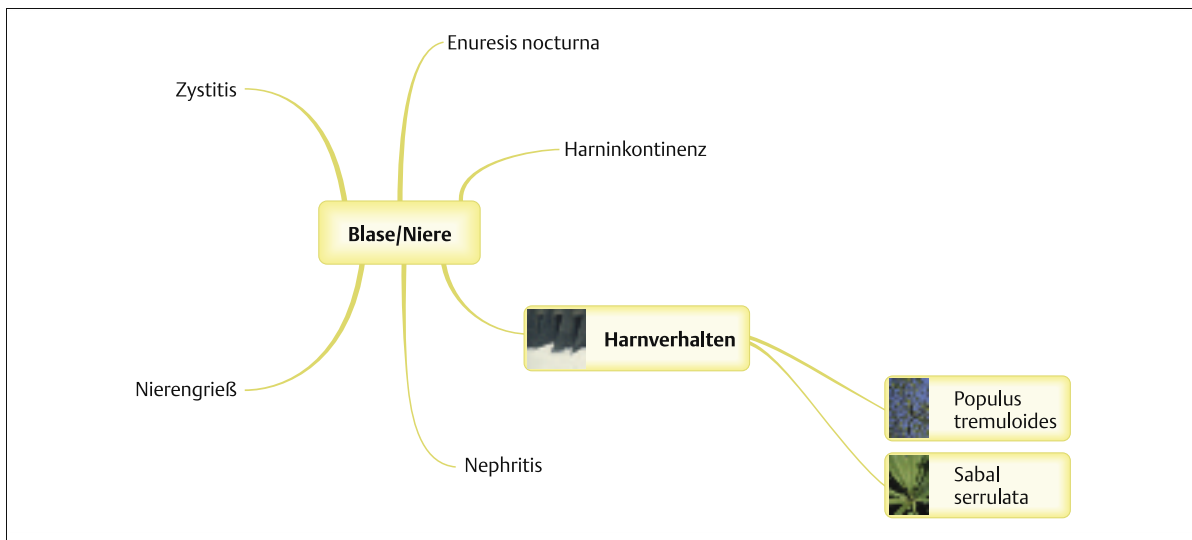 Enuresis nocturna
Zystitis
Harninkontinenz
Blase/Niere
Harnverhalten
Nierengrieß
Populus
tremuloides
Nephritis
Sabal
serrulata